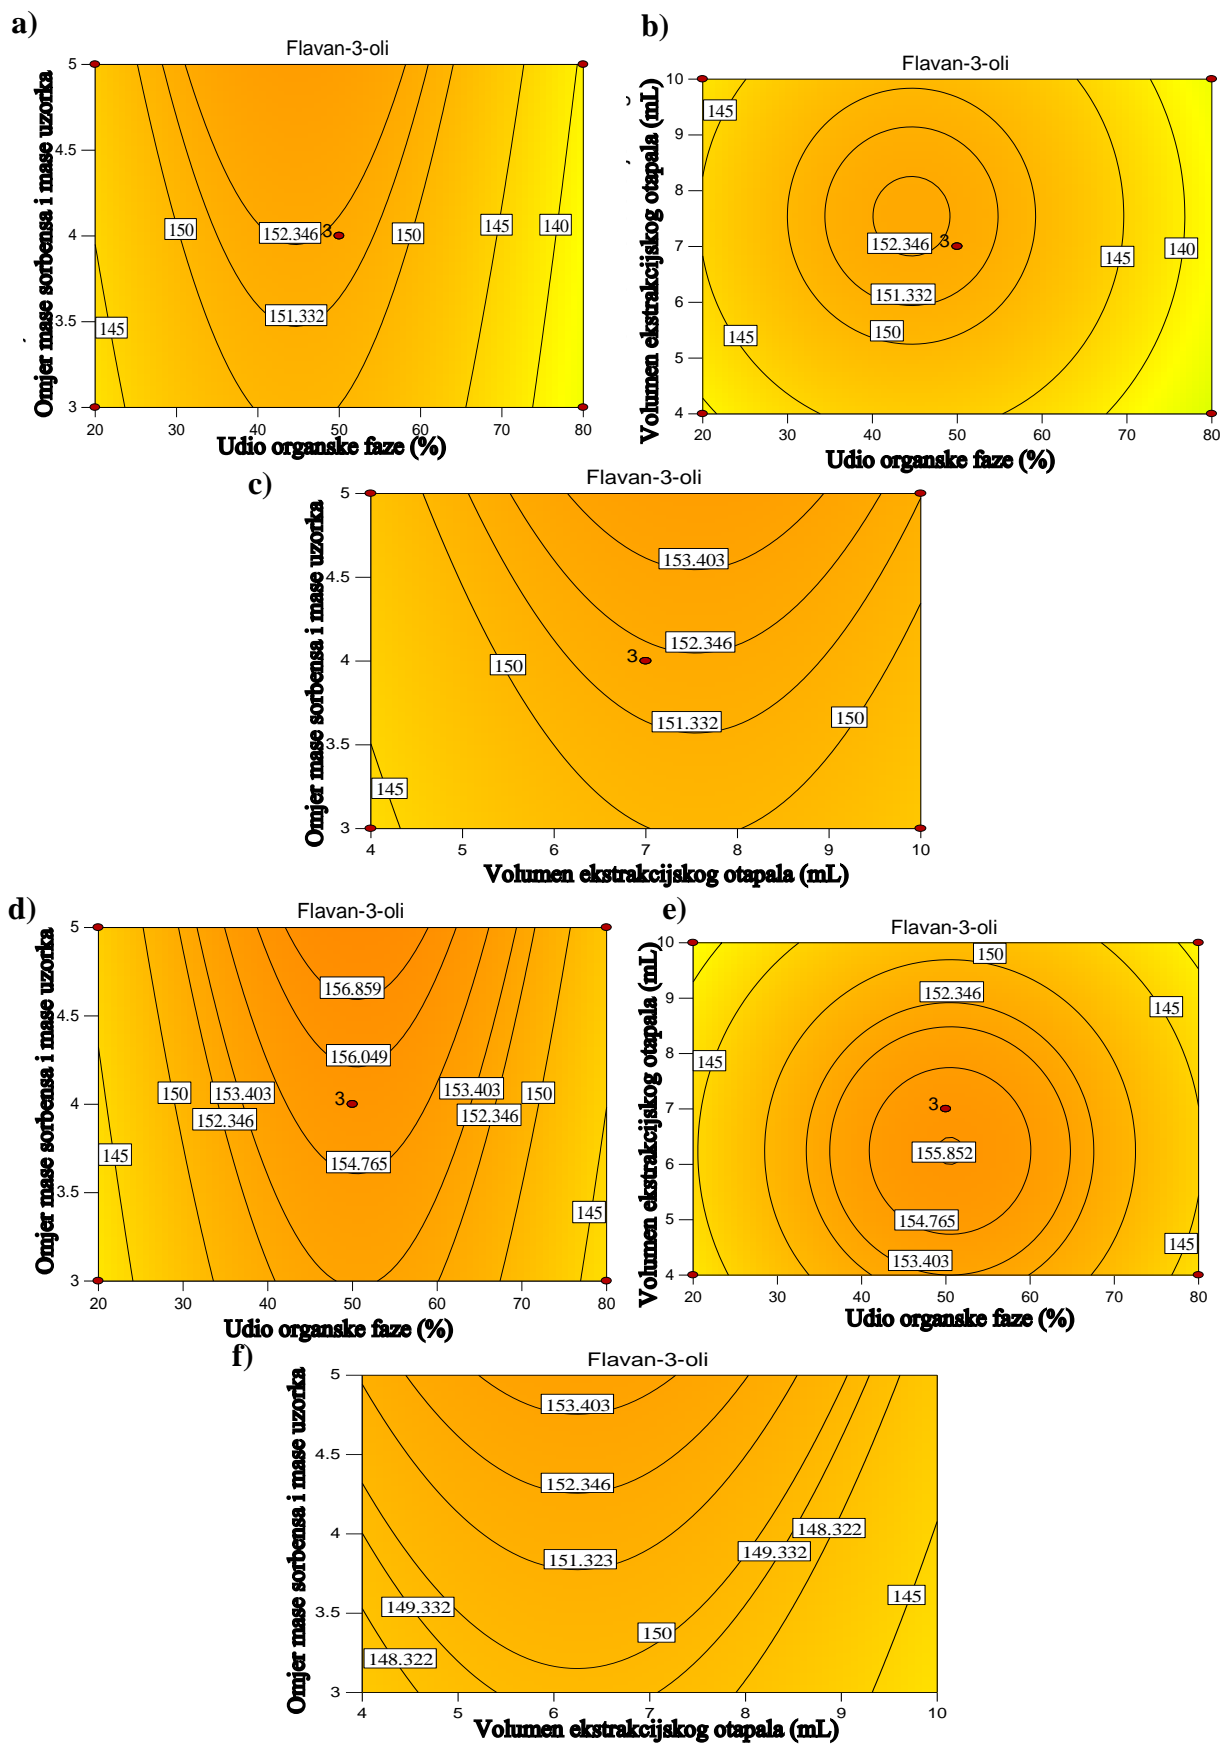 a)
Flavan-3-oli
Omjer mase sorbensa i mase uzorka
5
4.5
4
3.5
3
150
152.346
3
150
145
140
151.332
145
20 30 40 50 60 70 80
Udio organske faze (%)
b)
Flavan-3-oli
Volumen ekstrakcijskog otapala (mL)
10
9
8
7
6
5
4
145
152.346
3
145
140
151.332
150
145
20 30 40 50 60 70 80
Udio organske faze (%)
c)
Flavan-3-oli
Omjer mase sorbensa i mase uzorka
5
4.5
4
3.5
3
153.403
152.346
3
150
151.332
150
145
4 5 6 7 8 9 10
Volumen ekstrakcijskog otapala (mL)
d)
Flavan-3-oli
Omjer mase sorbensa i mase uzorka
5
4.5
4
3.5
3
156.859
156.049
150
153.403
152.346
3
153.403
152.346
150
154.765
145
145
20 30 40 50 60 70 80
Udio organske faze (%)
e)
Flavan-3-oli
Volumen ekstrakcijskog otapala (mL)
10
9
8
7
6
5
4
150
152.346
145
145
3
155.852
154.765
153.403
145
20 30 40 50 60 70 80
Udio organske faze (%)
f)
Flavan-3-oli
Omjer mase sorbensa i mase uzorka
5
4.5
4
3.5
3
153.403
152.346
148.322
149.332
151.323
145
149.332
150
148.322
4 5 6 7 8 9 10
Volumen ekstrakcijskog otapala (mL)